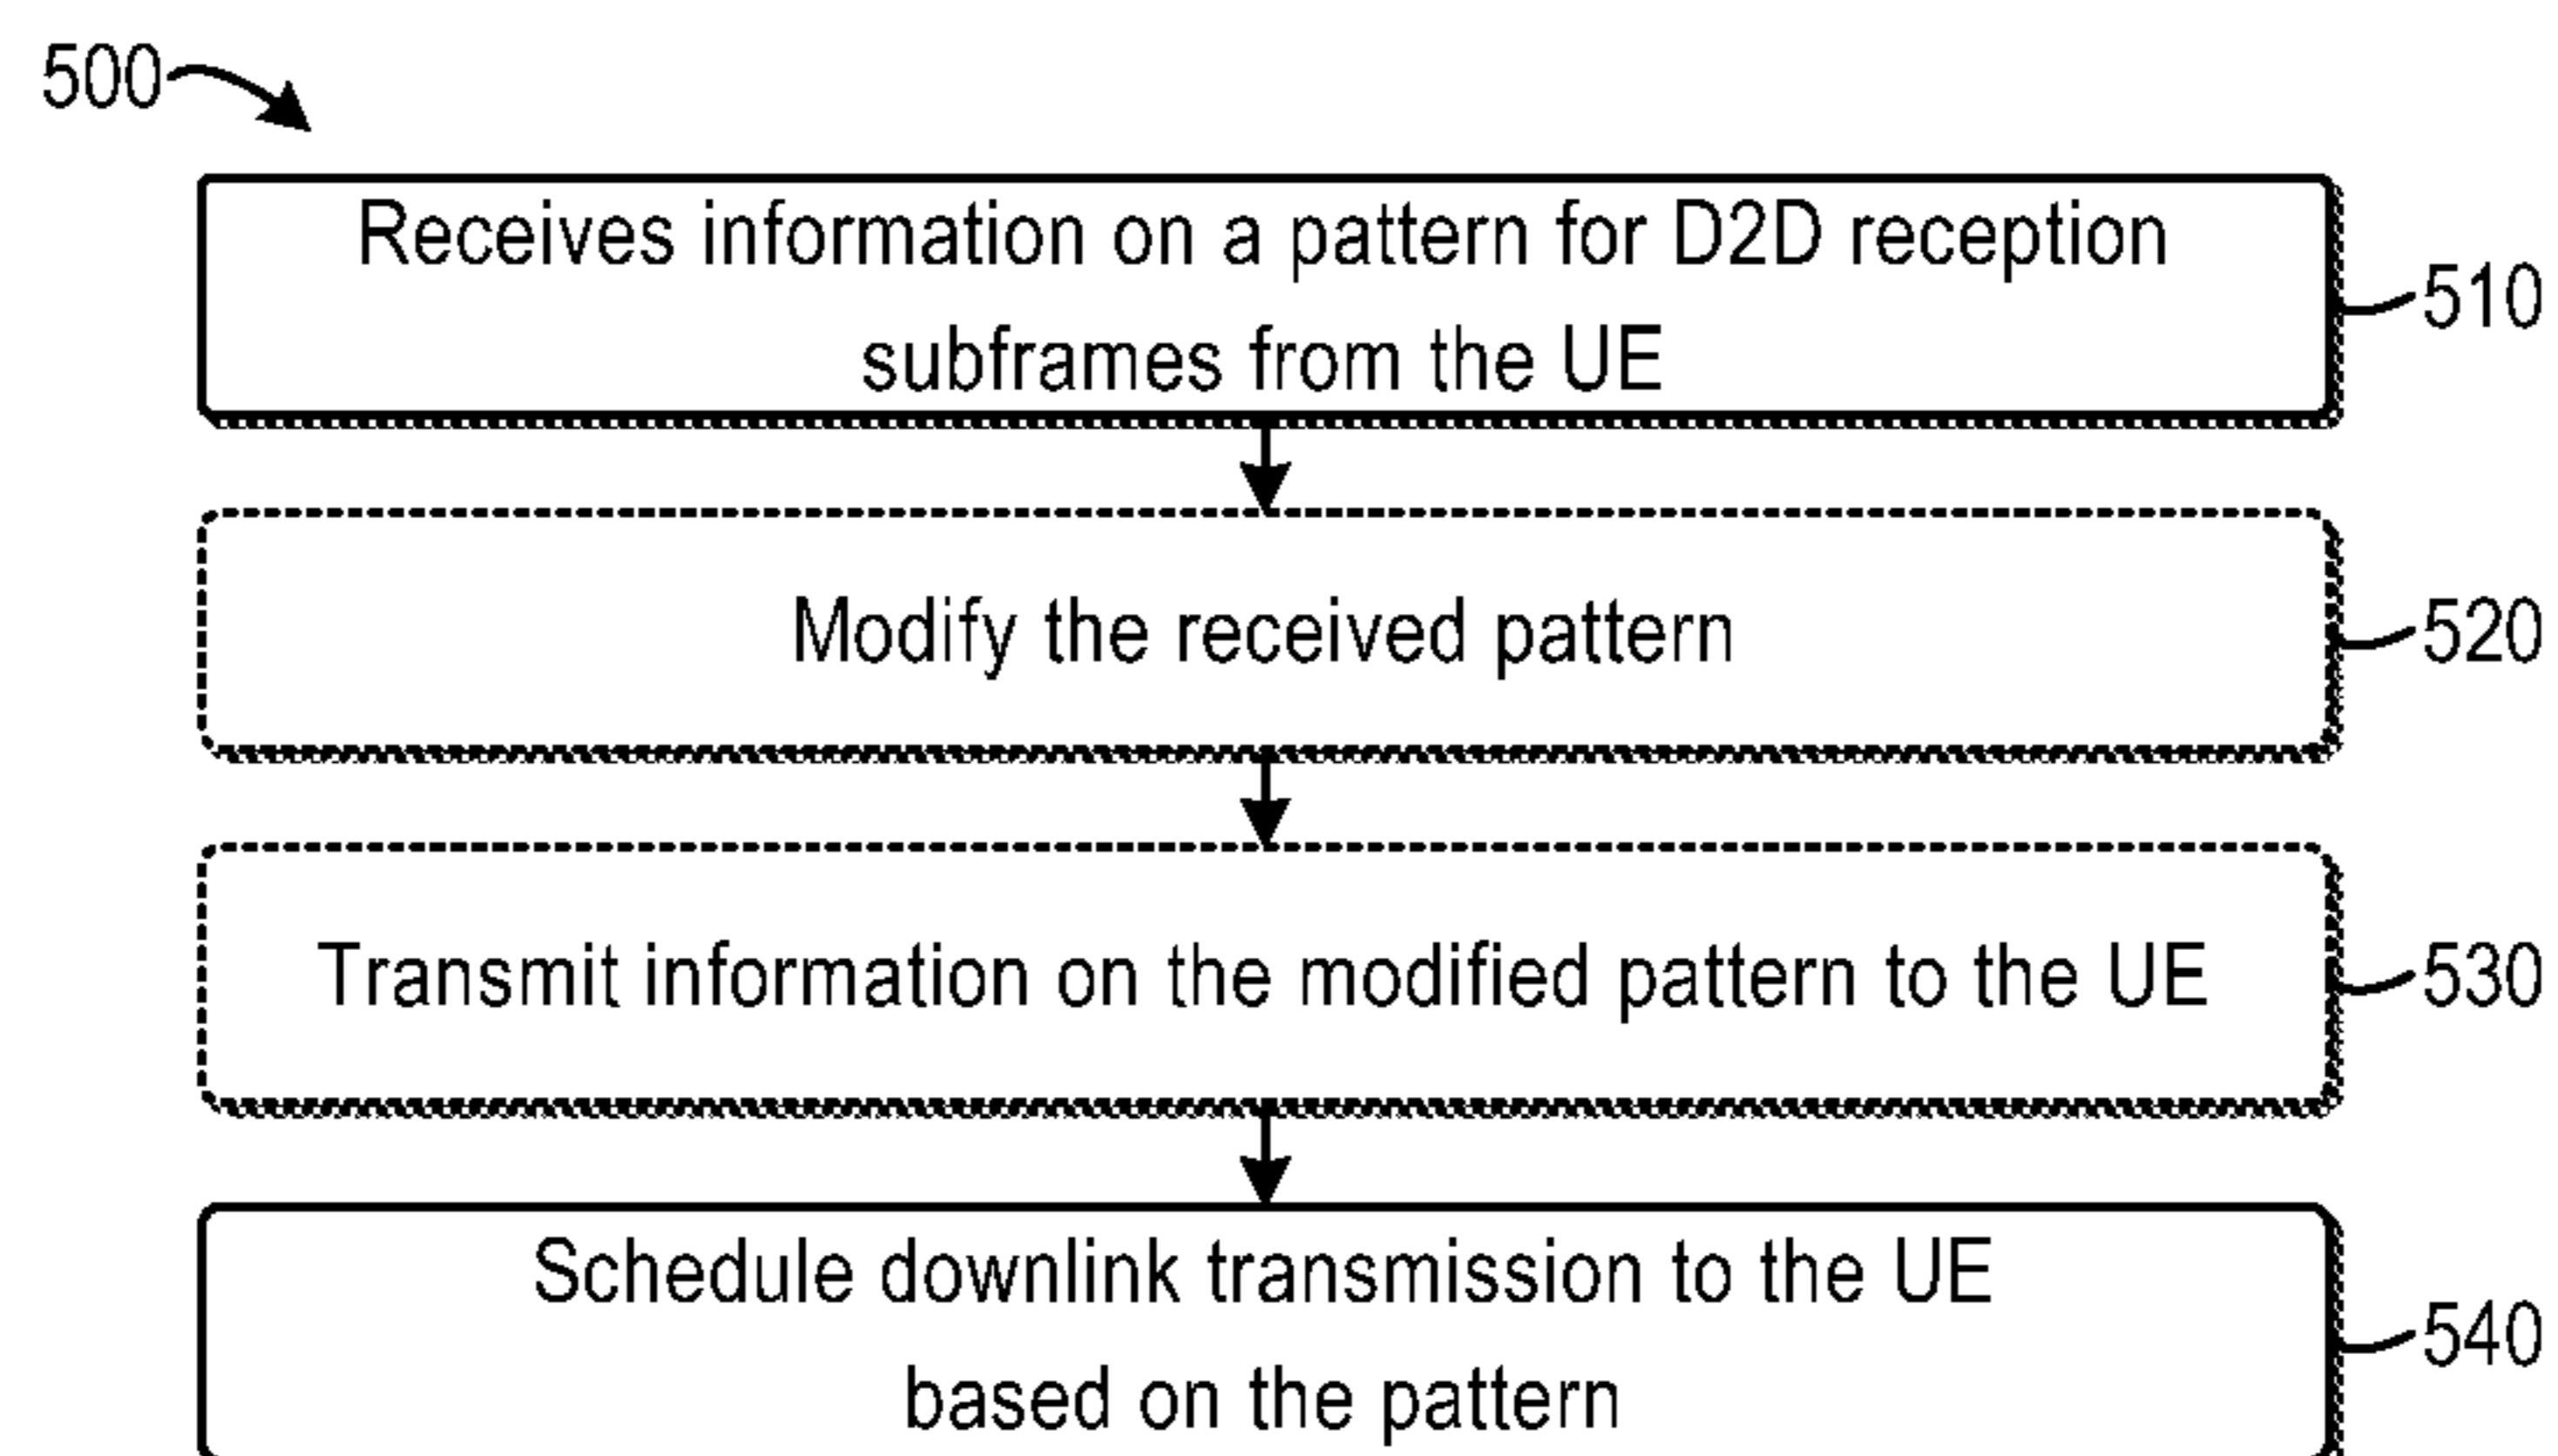 500
Receives information on a pattern for D2D reception
subframes from the UE
510
Modify the received pattern
520
Transmit information on the modified pattern to the UE
530
Schedule downlink transmission to the UE
based on the pattern
540